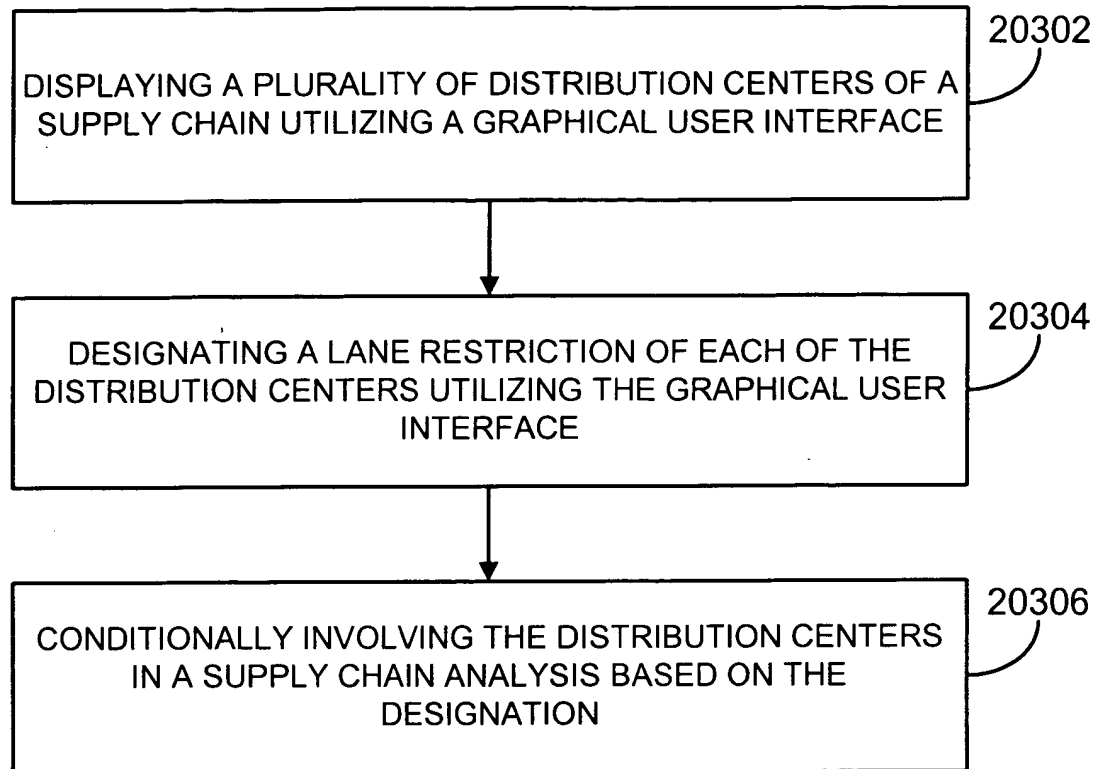 20302
DISPLAYING A PLURALITY OF DISTRIBUTION CENTERS OF A
SUPPLY CHAIN UTILIZING A GRAPHICAL USER INTERFACE
20304
DESIGNATING A LANE RESTRICTION OF EACH OF THE
DISTRIBUTION CENTERS UTILIZING THE GRAPHICAL USER
INTERFACE
20306
CONDITIONALLY INVOLVING THE DISTRIBUTION CENTERS
IN A SUPPLY CHAIN ANALYSIS BASED ON THE
DESIGNATION